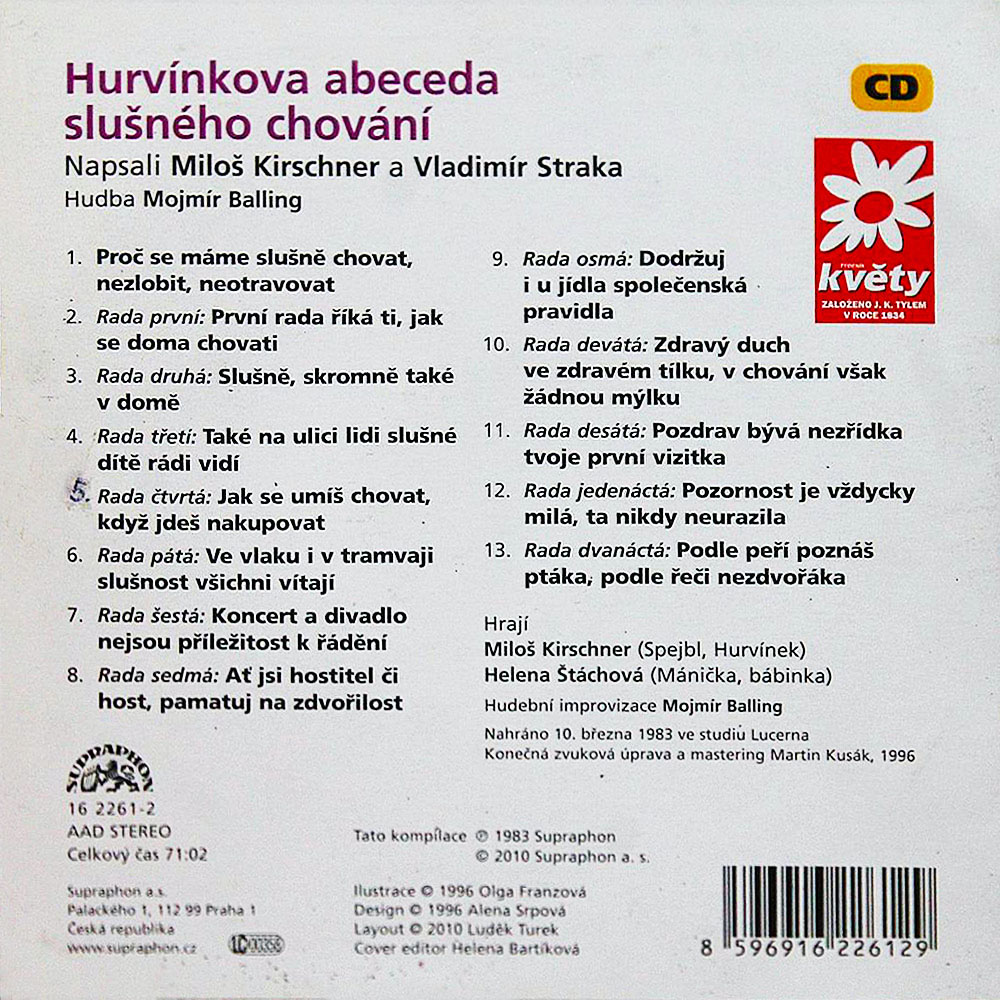 Hurvínkova abeceda
slušného chování
Napsali Miloš Kirschner a Vladimír Straka
Hudba Mojmír Balling
CD
květy
ZALOŽENO J. K. TYLEM
V ROCE 1834
1. Proč se máme slušně chovat,
nezlobit, neotravovat
2. Rada první: První rada říká ti, jak
se doma chovati
3. Rada druhá: Slušně, skromně také
v domě
4. Rada třetí: Také na ulici lidi slušné
dítě rádi vidí
5. Rada čtvrtá: Jak se umíš chovat,
když jdeš nakupovat
6. Rada pátá: Ve vlaku i v tramvaji
slušnost všichni vítají
7. Rada šestá: Koncert a divadlo
nejsou příležitost k řádění
8. Rada sedmá: Ať jsi hostitel či
host, pamatuj na zdvořilost
9. Rada osmá: Dodržuj
i u jídla společenská
pravidla
10. Rada devátá: Zdravý duch
ve zdravém tílku, v chování však
žádnou mýlku
11. Rada desátá: Pozdrav bývá nezřídka
tvoje první vizitka
12. Rada jedenáctá: Pozornost je vždycky
milá, ta nikdy neurazila
13. Rada dvanáctá: Podle peří poznáš
ptáka, podle řeči nezdvořáka
Hrají
Miloš Kirschner (Spejbl, Hurvínek)
Helena Štáchová (Mánička, bábinka)
Hudební improvizace Mojmír Balling
Nahráno 10. března 1983 ve studiu Lucerna
Konečná zvuková úprava a mastering Martin Kusák, 1996
SUPRAPHON
16 2261-2
AAD STEREO
Celkový čas 71:02
Supraphon a.s.
Palackého 1, 112 99 Praha 1
Česká republika
www.supraphon.cz
Tato kompilace ℗ 1983 Supraphon
© 2010 Supraphon a. s.
Ilustrace © 1996 Olga Franzová
Design © 1996 Alena Srpová
Layout © 2010 Luděk Turek
Cover editor Helena Bartíková
8 596916 226129